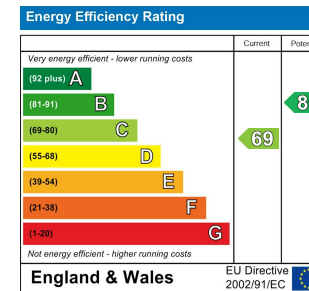 Energy Efficiency Rating
Current
Very energy efficient - lower running costs
(92 plus) A
(81-91) B
8
(69-80) C
69
(55-68) D
(39-54) E
(21-38) F
(1-20) G
Not energy efficient - higher running costs
England & Wales
EU Directive
2002/91/EC